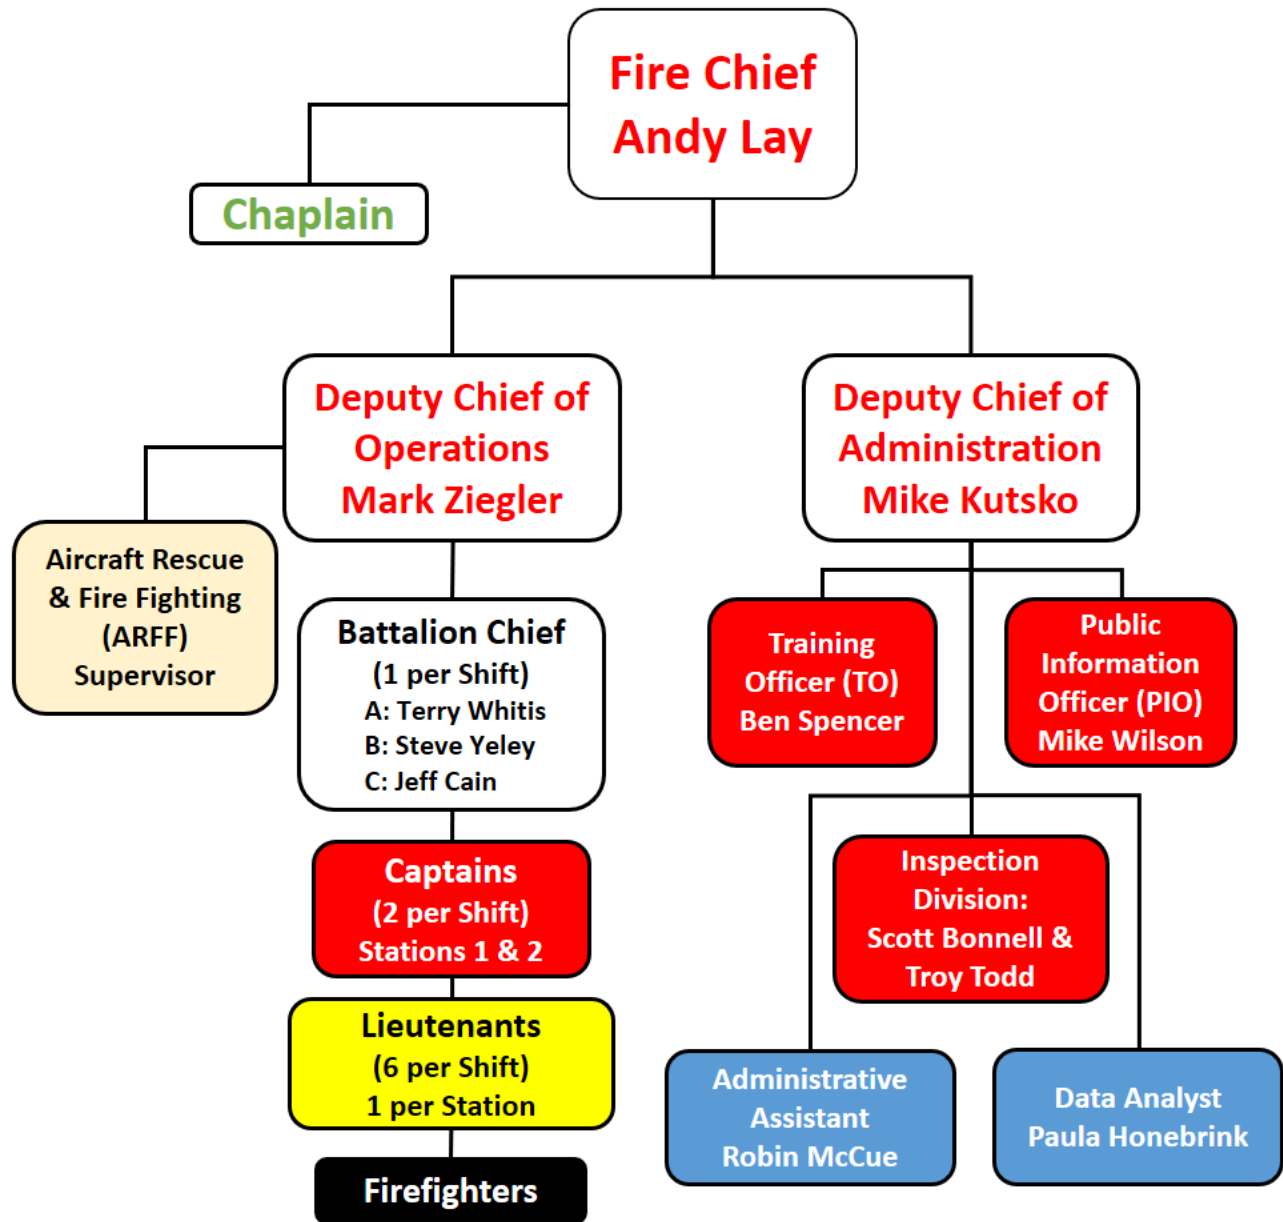 Fire Chief
Andy Lay
Chaplain
Deputy Chief of
Operations
Mark Ziegler
Deputy Chief of
Administration
Mike Kutsko
Aircraft Rescue
& Fire Fighting
(ARFF)
Supervisor
Battalion Chief
(1 per Shift)
A: Terry Whitis
B: Steve Yeley
C: Jeff Cain
Training
Officer (TO)
Ben Spencer
Public
Information
Officer (PIO)
Mike Wilson
Captains
(2 per Shift)
Stations 1 & 2
Inspection
Division:
Scott Bonnell &
Troy Todd
Lieutenants
(6 per Shift)
1 per Station
Administrative
Assistant
Robin McCue
Data Analyst
Paula Honebrink
Firefighters